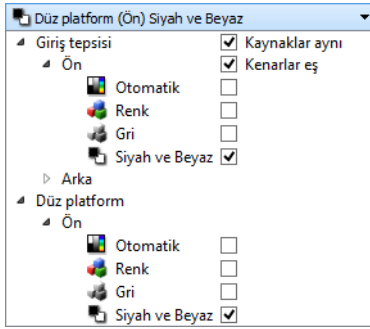 Düz platform (Ön) Siyah ve Beyaz
Giriş tepsisi Kaynaklar aynı
Ön Kenarlar eş
Otomatik
Renk
Gri
Siyah ve Beyaz
Arka
Düz platform
Ön
Otomatik
Renk
Gri
Siyah ve Beyaz